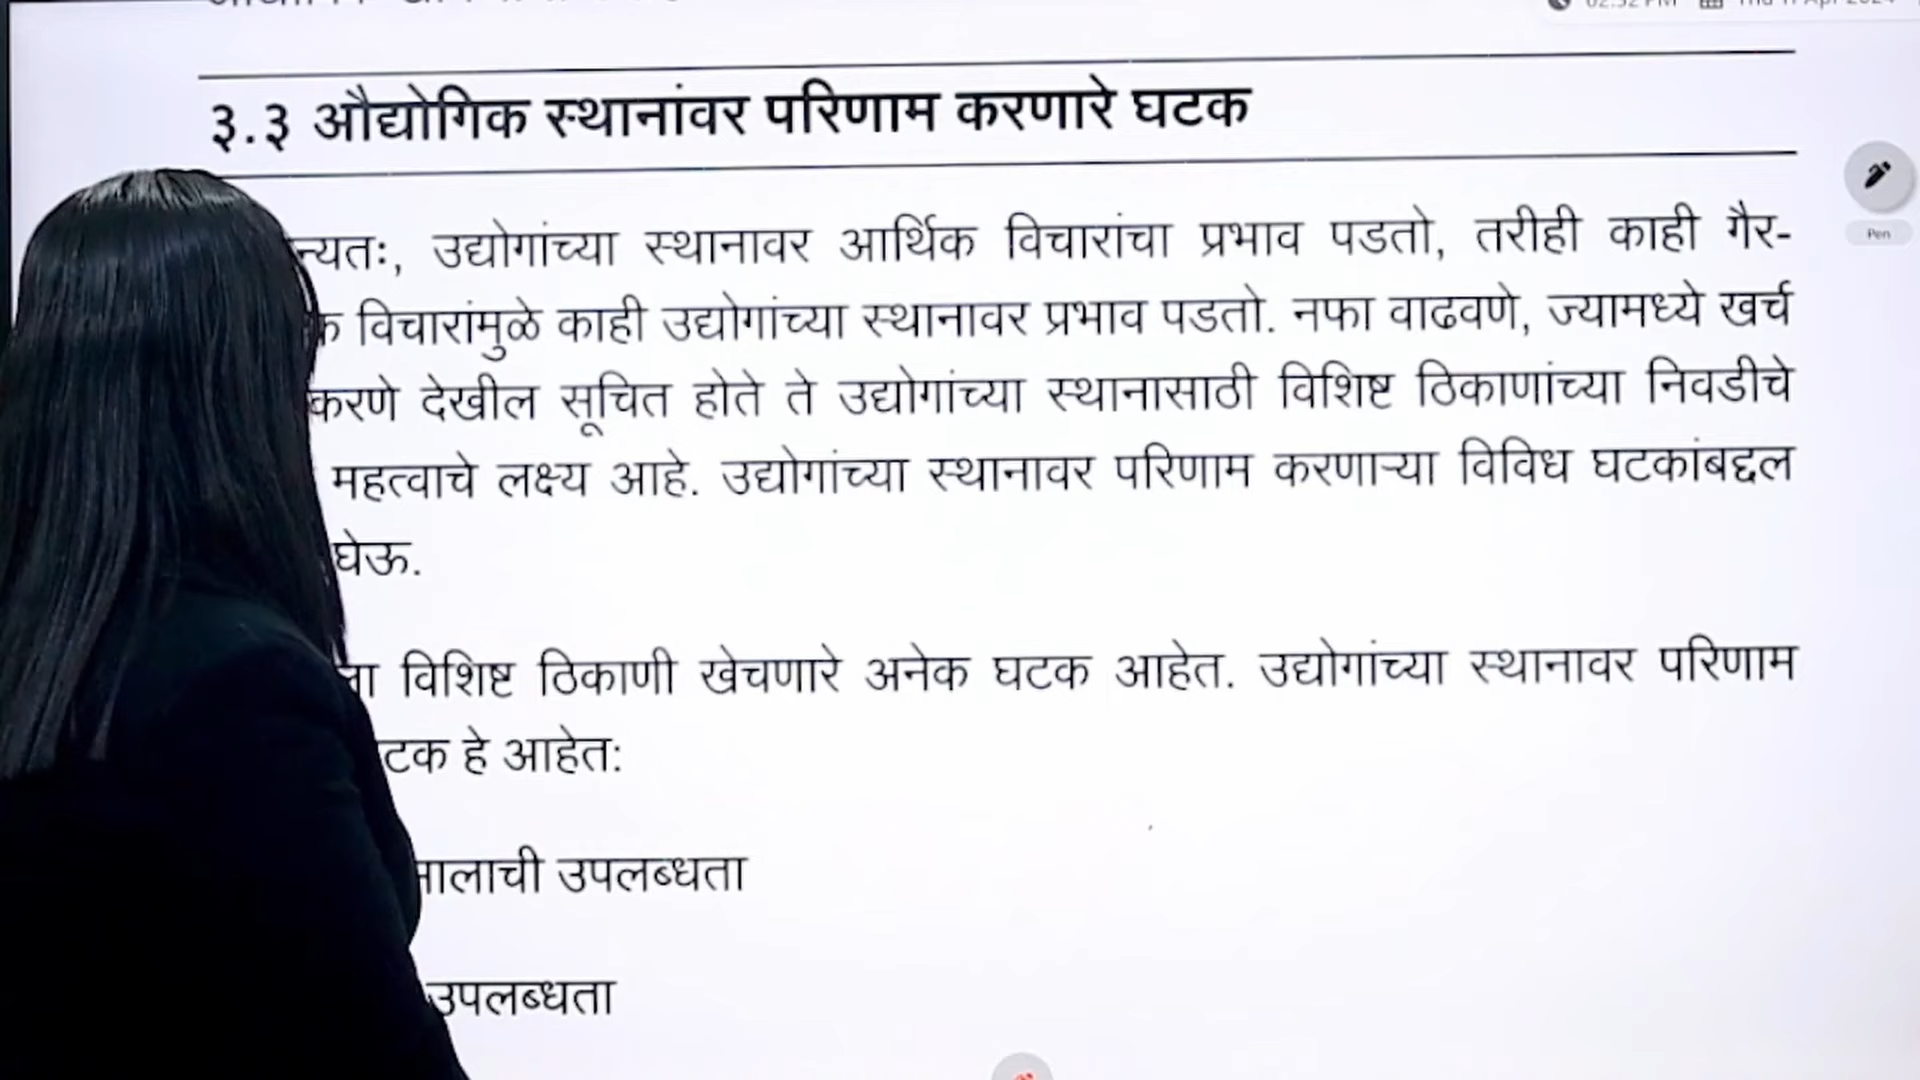 ३.३ औद्योगिक स्थानांवर परिणाम करणारे घटक
उद्योगांच्या स्थानावर आर्थिक विचारांचा प्रभाव पडतो, तरीही काही गैर-
विचारांमुळे काही उद्योगांच्या स्थानावर प्रभाव पडतो. नफा वाढवणे, ज्यामध्ये खर्च
करणे देखील सूचित होते ते उद्योगांच्या स्थानासाठी विशिष्ट ठिकाणांच्या निवडीचे
महत्वाचे लक्ष्य आहे. उद्योगांच्या स्थानावर परिणाम करणाऱ्या विविध घटकांबद्दल
घेऊ.
विशिष्ट ठिकाणी खेचणारे अनेक घटक आहेत. उद्योगांच्या स्थानावर परिणाम
हे आहेत:
उपलब्धता
उपलब्धता
Pen